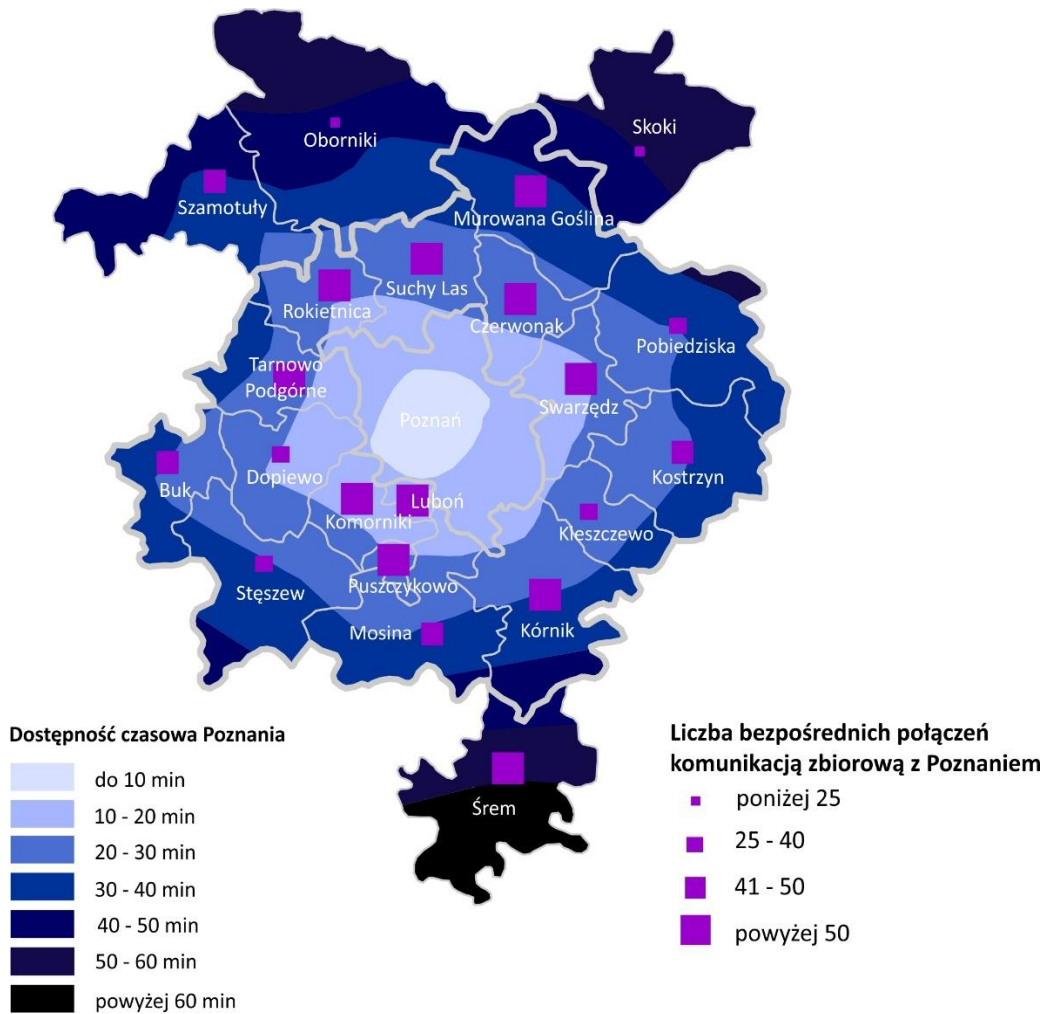 Skoki
Oborniki
Szamotuły
Murowana Goślina
Suchy Las
Rokietnica
Czerwonak
Pobiedziska
Tarnowo
Podgórne
Swarzędz
Poznań
Buk
Dopiewo
Kostrzyn
Luboń
Komorniki
Kleszczewo
Puszczykowo
Stęszew
Mosina
Kórnik
Śrem
Dostępność czasowa Poznania
do 10 min
10 - 20 min
20 - 30 min
30 - 40 min
40 - 50 min
50 - 60 min
powyżej 60 min
Liczba bezpośrednich połączeń
komunikacją zbiorową z Poznaniem
poniżej 25
25 - 40
41 - 50
powyżej 50